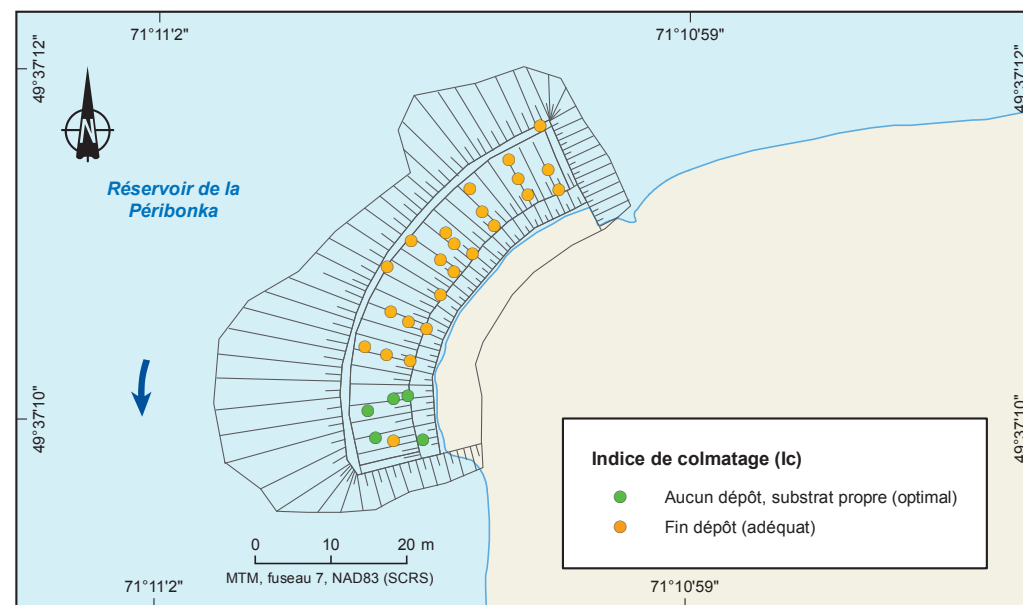 71°11'2"
71°10'59"
49°37'12"
49°37'12"
N
Réservoir de la
Péribonka
49°37'10"
49°37'10"
Indice de colmatage (Ic)
Aucun dépôt, substrat propre (optimal)
Fin dépôt (adéquat)
0 10 20 m
MTM, fuseau 7, NAD83 (SCRS)
71°11'2"
71°10'59"